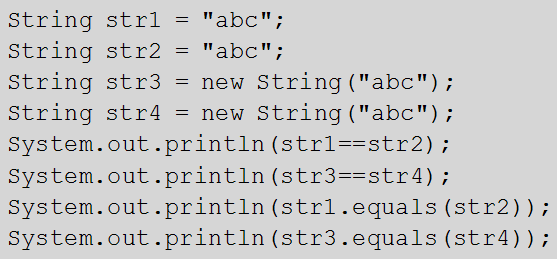 String str1 = "abc";
String str2 = "abc";
String str3 = new String("abc");
String str4 = new String("abc");
System.out.println(str1==str2);
System.out.println(str3==str4);
System.out.println(str1.equals(str2));
System.out.println(str3.equals(str4));